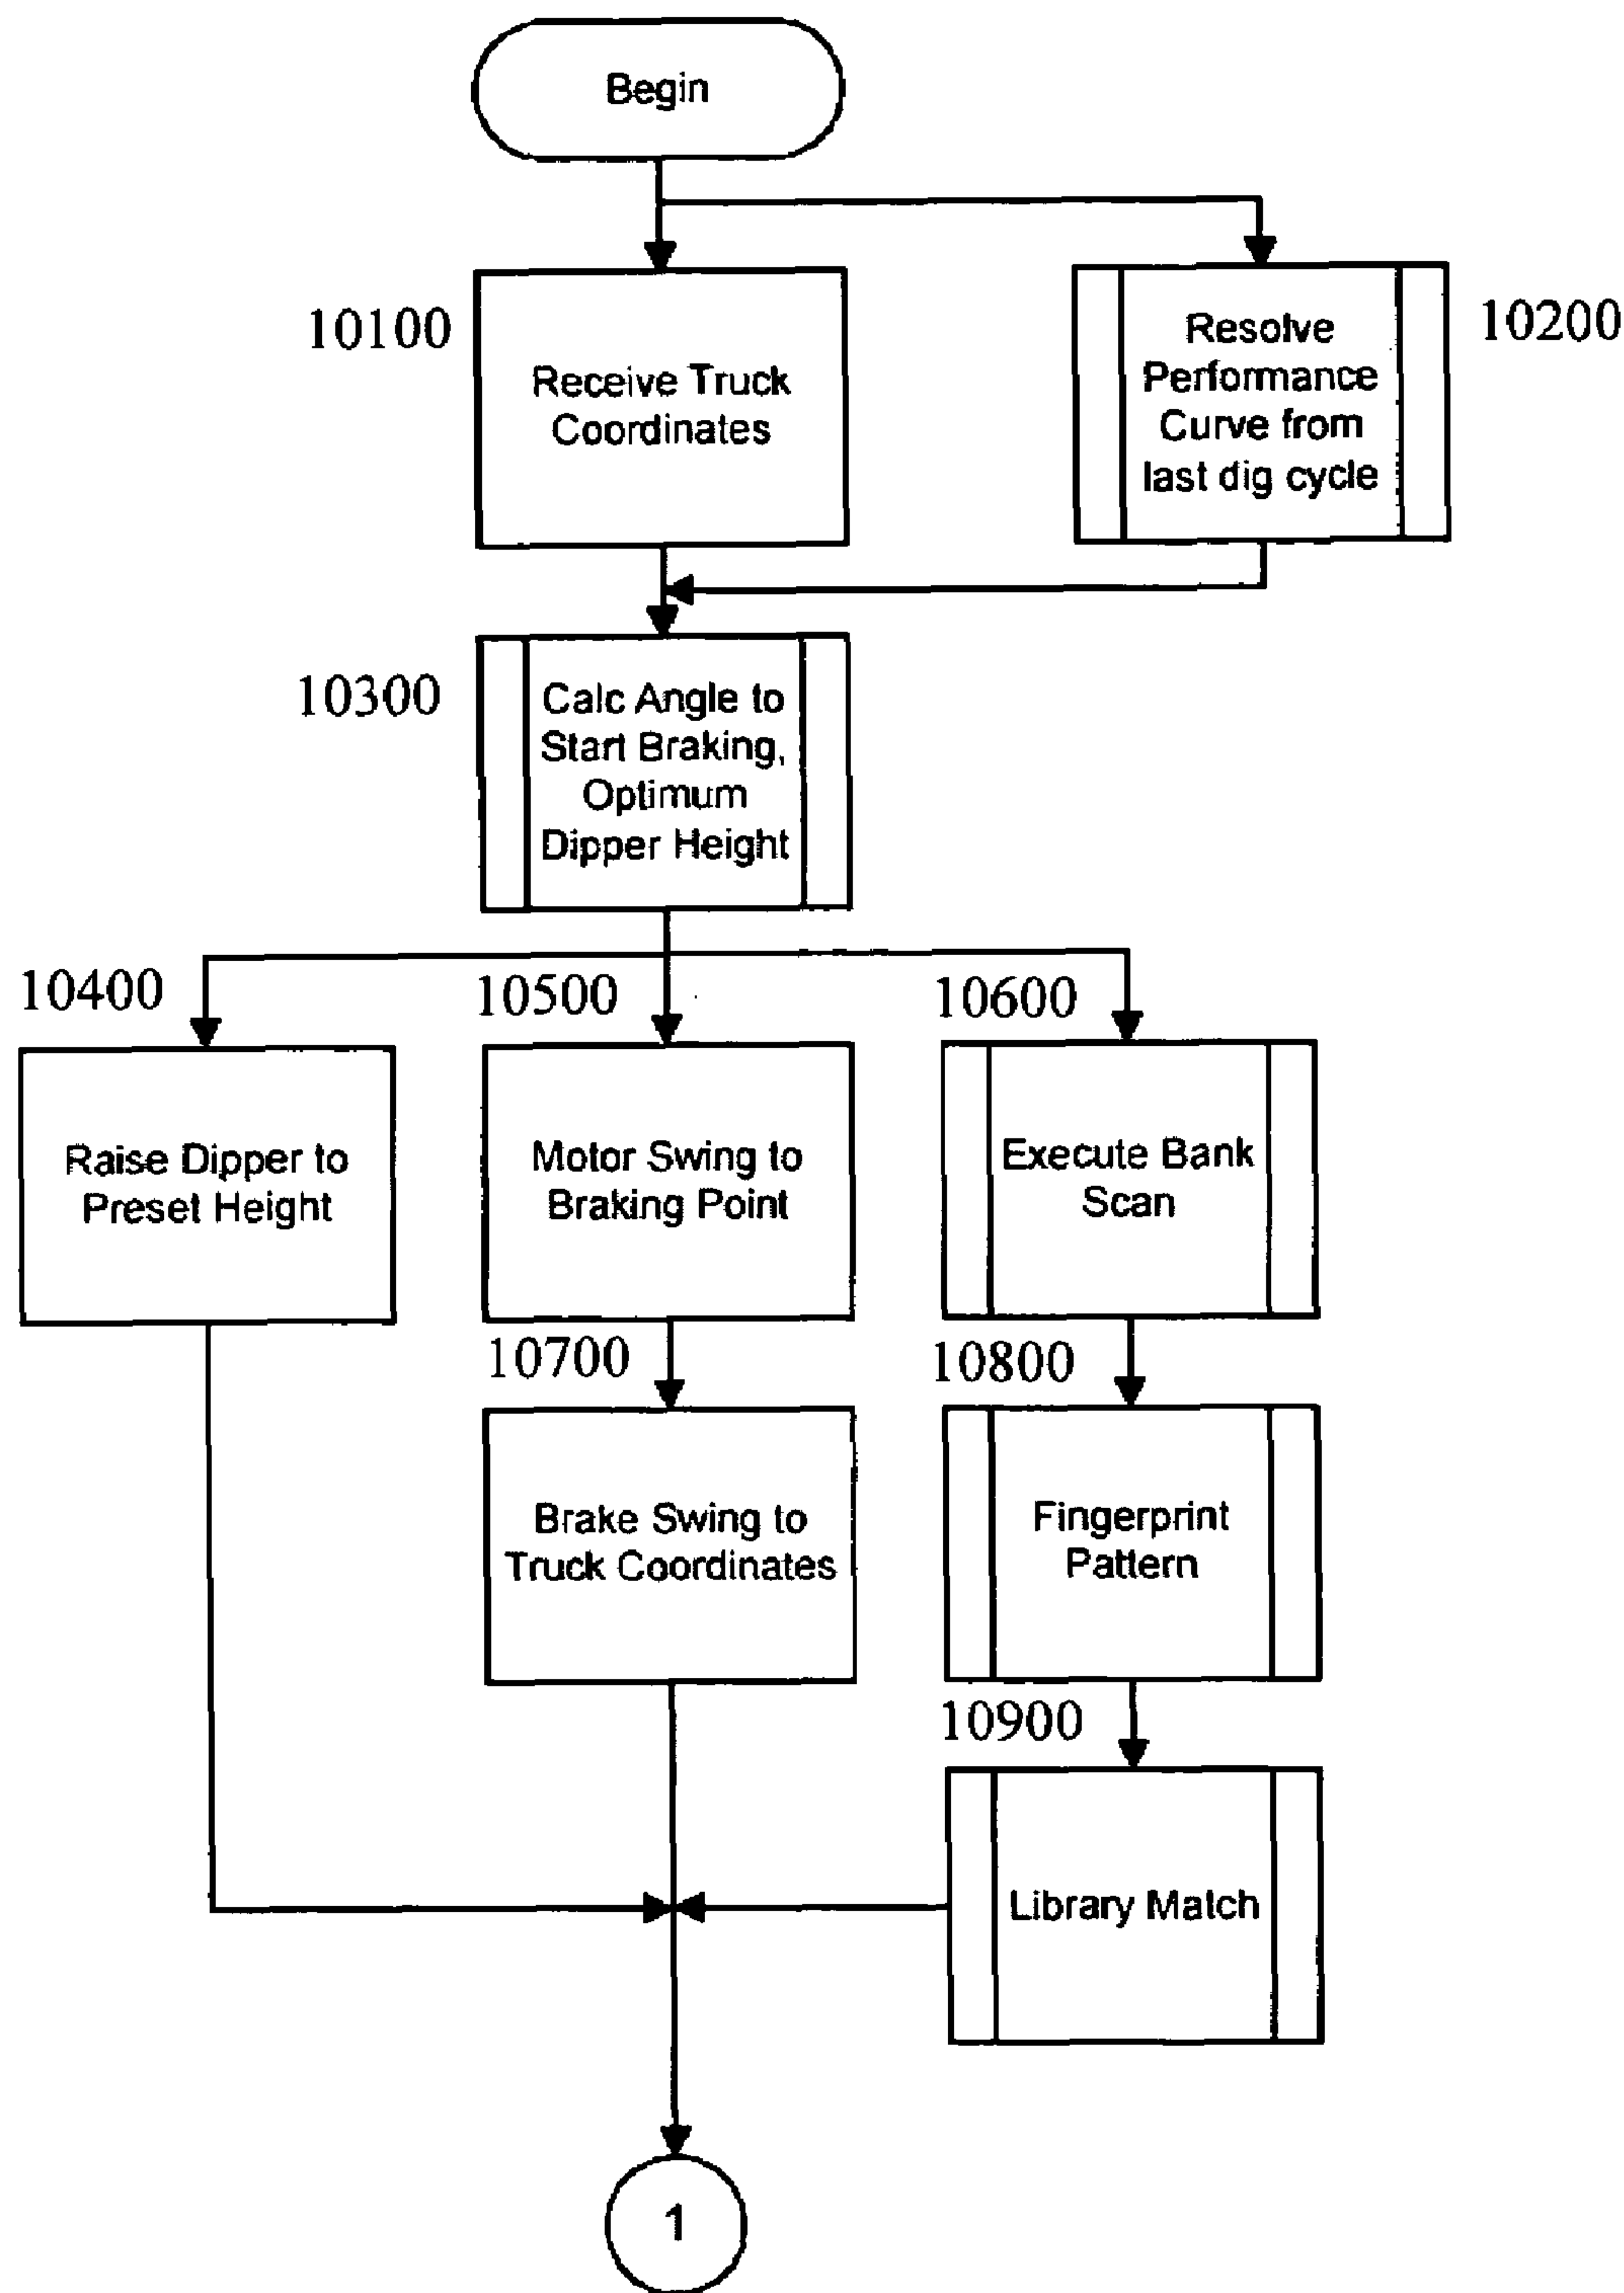 Begin
10100
Receive Truck
Coordinates
Resolve
Performance
Curve from
last dig cycle
10200
10300
Calc Angle to
Start Braking,
Optimum
Dipper Height
10400
10500
10600
Raise Dipper to
Preset Height
Motor Swing to
Braking Point
Execute Bank
Scan
10700
10800
Brake Swing to
Truck Coordinates
Fingerprint
Pattern
10900
Library Match
1